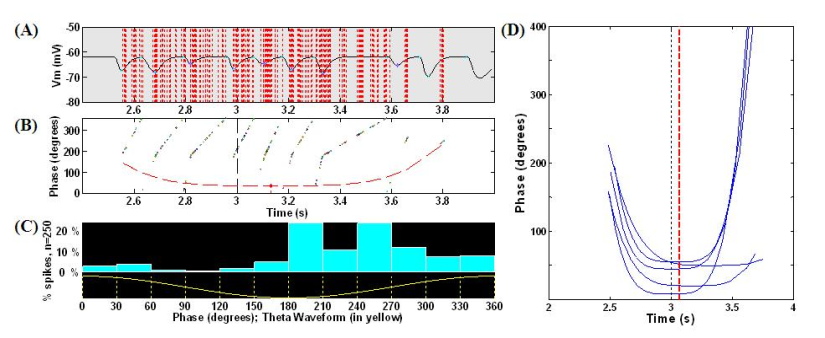 (A)
-50
-60
-70
-80
Vm (mV)
2.6 2.8 3 3.2 3.4 3.6 3.8
(B)
300
200
100
0
Phase (degrees)
2.6 2.8 3 3.2 3.4 3.6 3.8
Time (s)
(C)
20 %
10 %
0 %
% spikes, n=250
0 30 60 90 120 150 180 210 240 270 300 330 360
Phase (degrees); Theta Waveform (in yellow)
(D)
400
300
200
100
Phase (degrees)
2 2.5 3 3.5 4
Time (s)